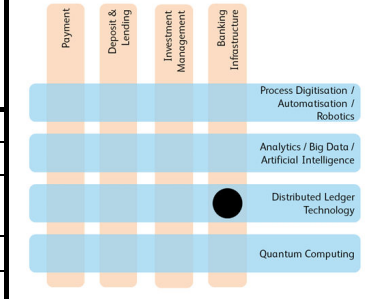 Payment
Deposit &
Lending
Investment
Management
Banking
Infrastructure
Process Digitisation /
Automatisation /
Robotics
Analytics / Big Data /
Artificial Intelligence
Distributed Ledger
Technology
Quantum Computing